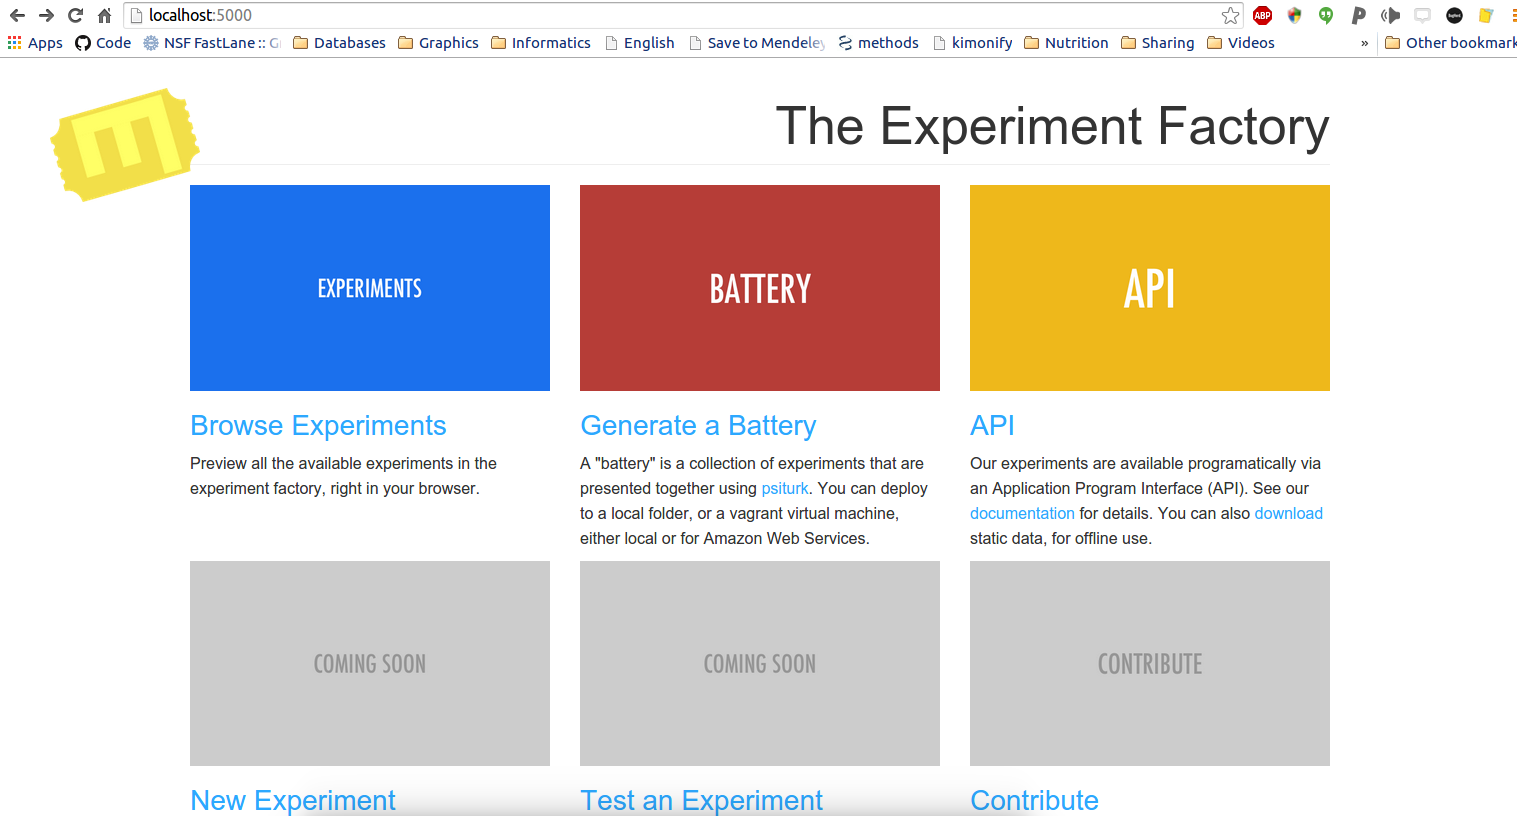 localhost:5000
ABP
Apps Code NSF FastLane :: G Databases Graphics Informatics English Save to Mendeley methods kimonify Nutrition Sharing Videos » Other bookmark
The Experiment Factory
EXPERIMENTS
BATTERY
API
Browse Experiments
Preview all the available experiments in the
experiment factory, right in your browser.
Generate a Battery
A "battery" is a collection of experiments that are
presented together using psiturk. You can deploy
to a local folder, or a vagrant virtual machine,
either local or for Amazon Web Services.
API
Our experiments are available programatically via
an Application Program Interface (API). See our
documentation for details. You can also download
static data, for offline use.
COMING SOON
COMING SOON
CONTRIBUTE
New Experiment
Test an Experiment
Contribute